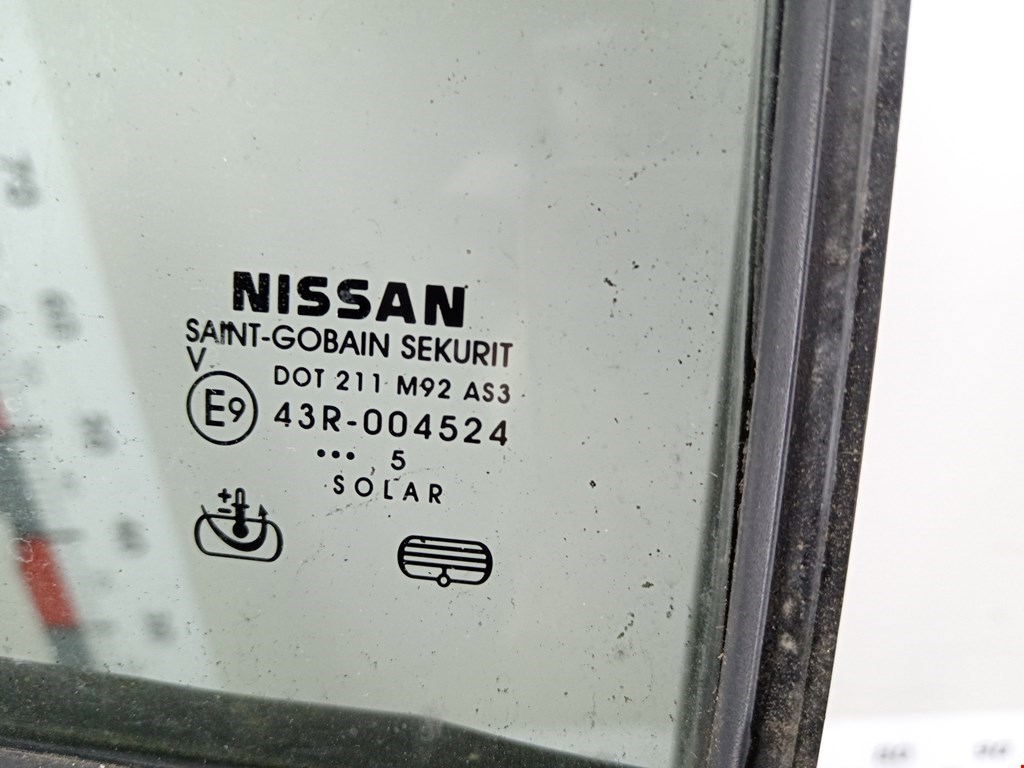 NISSAN
SAINT-GOBAIN SEKURIT
V
DOT 211 M92 AS3
E9 43R-004524
••• 5
SOLAR